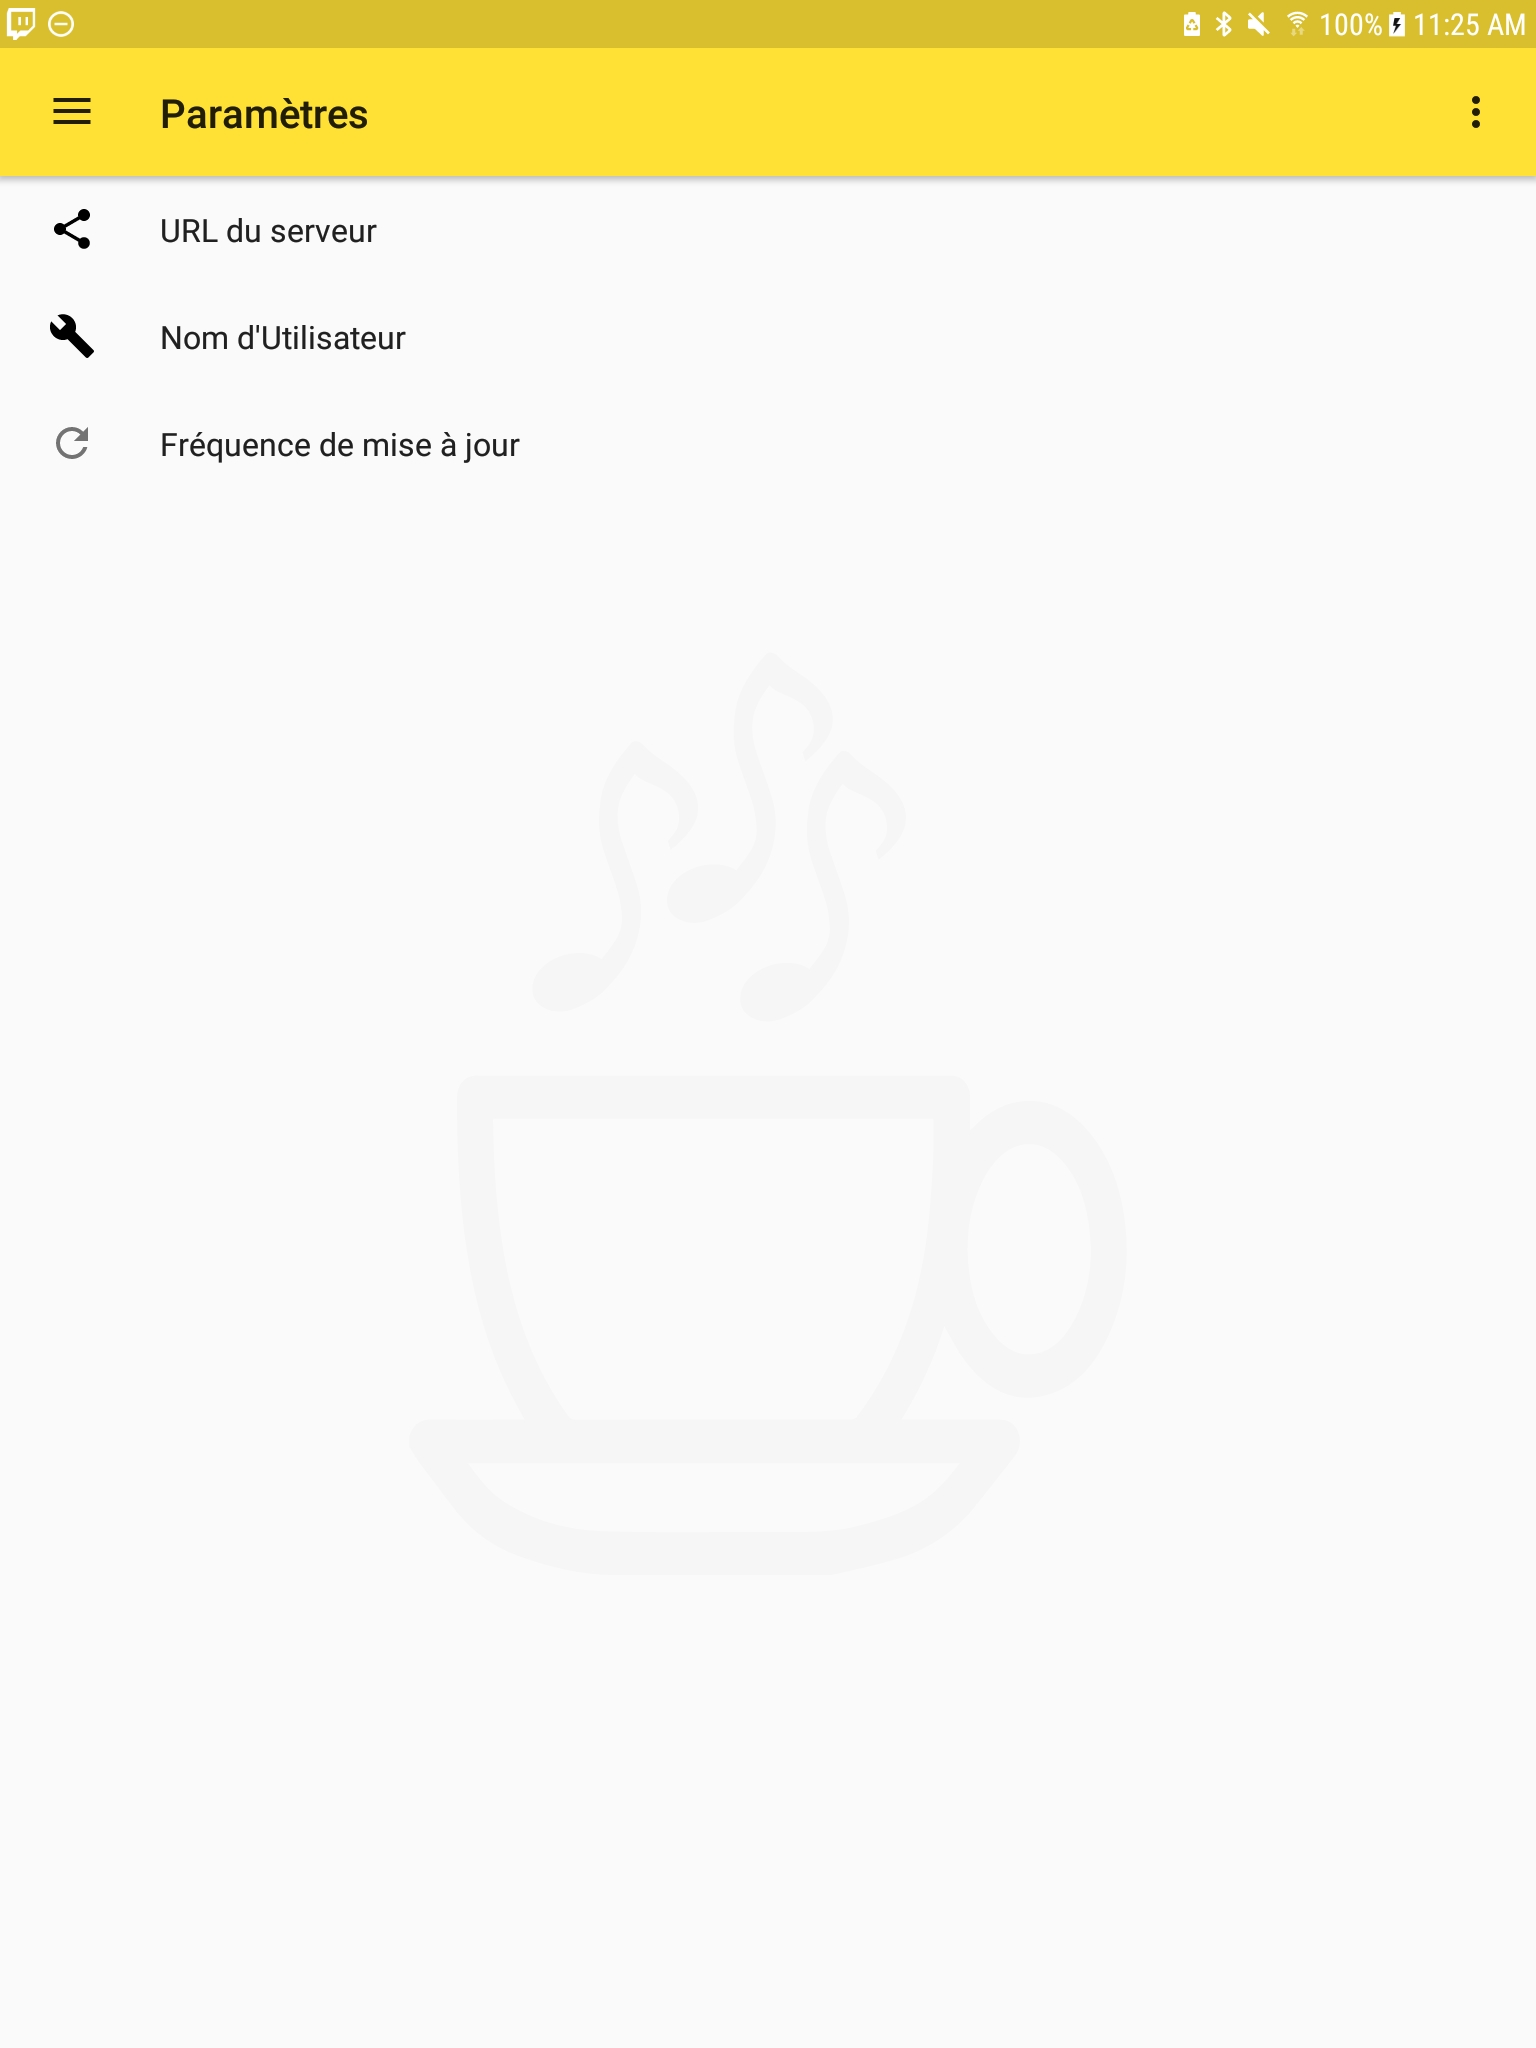 100% 11:25 AM
Paramètres
URL du serveur
Nom d'Utilisateur
Fréquence de mise à jour